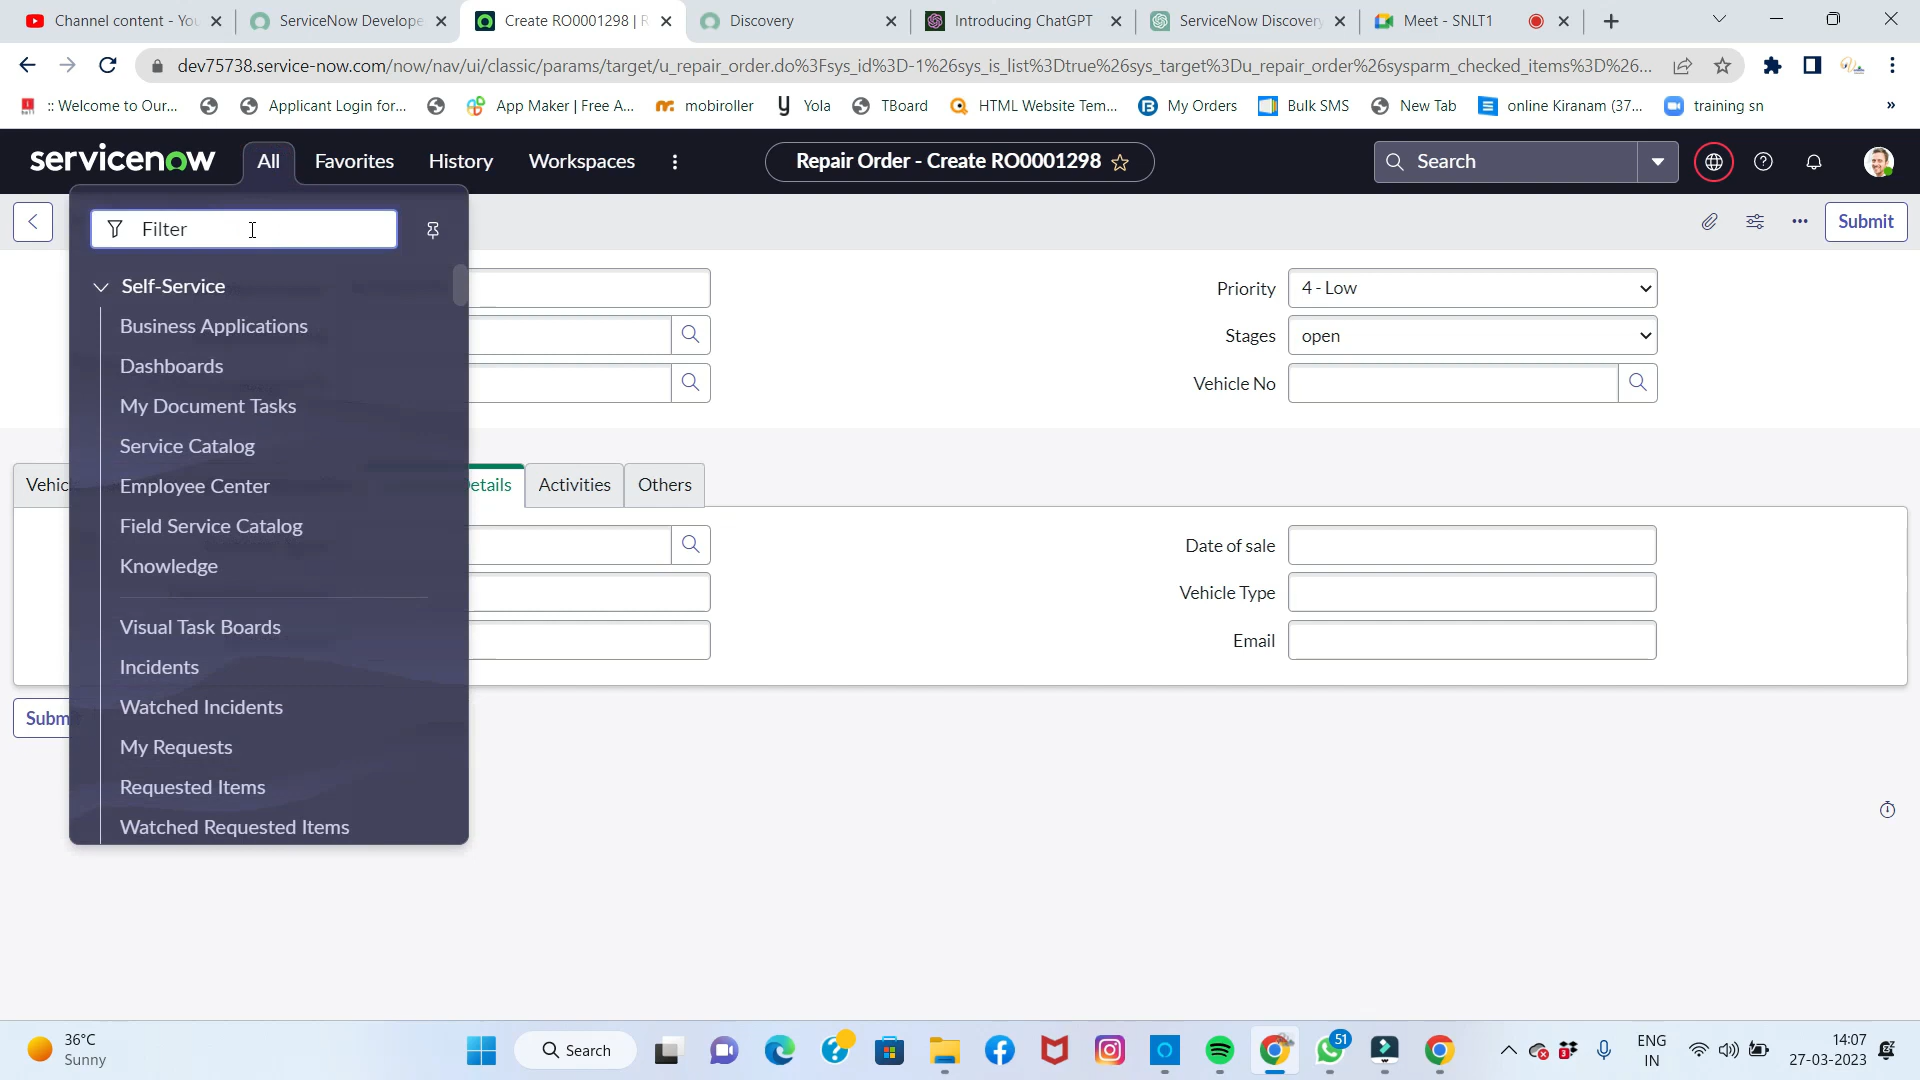 Channel content - You
ServiceNow Develope
Create RO0001298 | R
Discovery
Introducing ChatGPT
ServiceNow Discovery
Meet - SNLT1
dev75738.service-now.com/now/nav/ui/classic/params/target/u_repair_order.do%3Fsys_id%3D-1%26sys_is_list%3Dtrue%26sys_target%3Du_repair_order%26sysparm_checked_items%3D%26...
:: Welcome to Our...
Applicant Login for...
App Maker | Free A...
mobiroller
Yola
TBoard
HTML Website Tem...
My Orders
Bulk SMS
New Tab
online Kiranam (37...
training sn
»
servicenow
All
Favorites
History
Workspaces
Repair Order - Create RO0001298
Search
Filter
Submit
Self-Service
Business Applications
Dashboards
My Document Tasks
Service Catalog
Employee Center
Field Service Catalog
Knowledge
Visual Task Boards
Incidents
Watched Incidents
My Requests
Requested Items
Watched Requested Items
Priority
4 - Low
Stages
open
Vehicle No
Vehic
etails
Activities
Others
Date of sale
Vehicle Type
Email
Subm
36°C
Sunny
Search
51
3
ENG
IN
14:07
27-03-2023